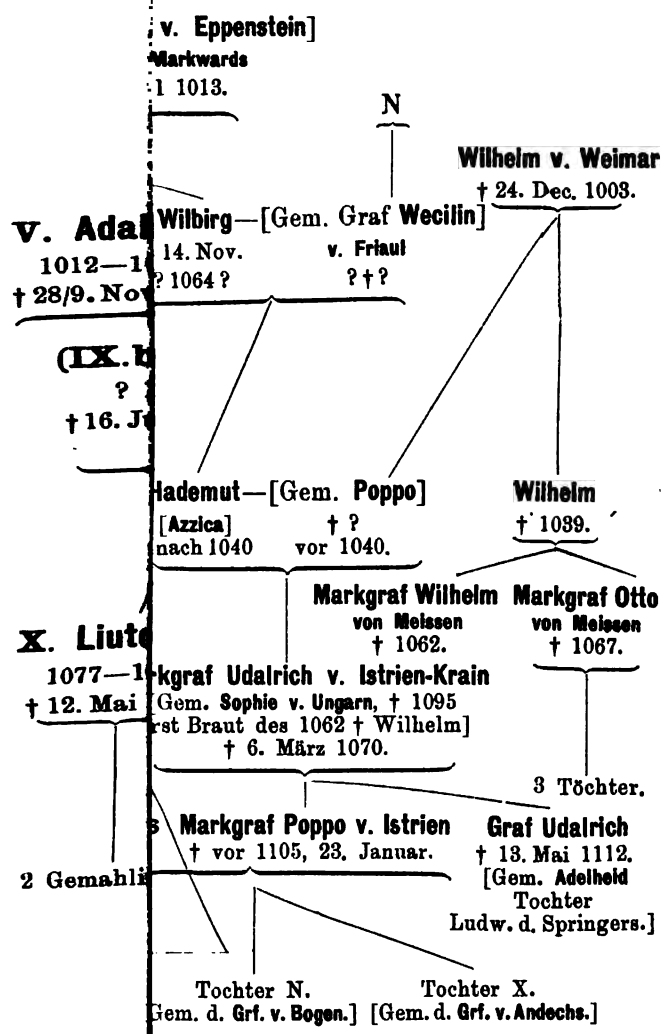 v. Eppenstein]
Markwards
1 1013.
N
Wilhelm v. Weimar
† 24. Dec. 1003.
Wilbirg—[Gem. Graf Wecilin]
V. Adal
14. Nov.
v. Friaul
1012—1
? 1064 ?
? † ?
† 28/9. Nov
(IX. b
?
† 16. Ju
Hademut—[Gem. Poppo]
Wilhelm
[Azzica]
† ?
† 1039.
nach 1040
vor 1040.
Markgraf Wilhelm
Markgraf Otto
von Meissen
von Meissen
† 1062.
† 1067.
X. Liuto
1077—1
rkgraf Udalrich v. Istrien-Krain
† 12. Mai
[Gem. Sophie v. Ungarn, † 1095
rst Braut des 1062 † Wilhelm]
† 6. März 1070.
3 Töchter.
s Markgraf Poppo v. Istrien
Graf Udalrich
† vor 1105, 23. Januar.
† 13. Mai 1112.
2 Gemahli
[Gem. Adelheid
Tochter
Ludw. d. Springers.]
Tochter N.
Tochter X.
Gem. d. Grf. v. Bogen.]
[Gem. d. Grf. v. Andechs.]